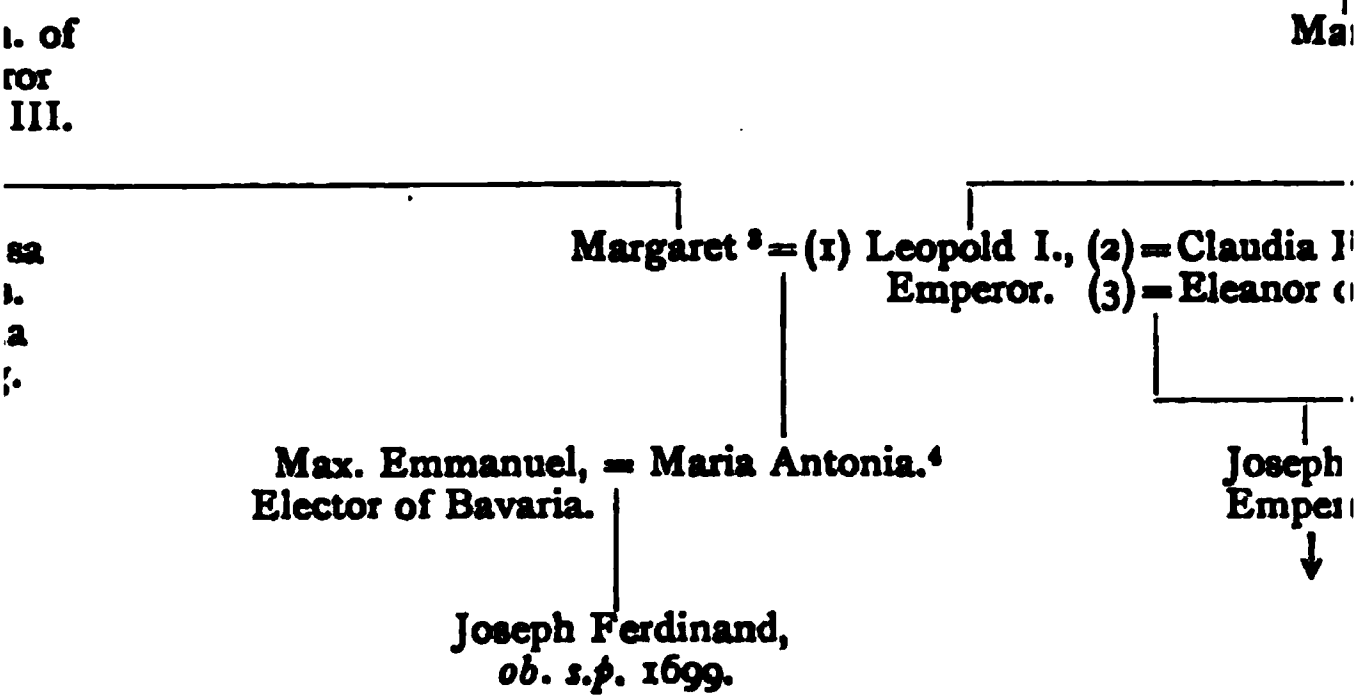 of
III.
Margaret ³ = (1) Leopold I., (2) = Claudia
Emperor. (3) = Eleanor
Max. Emmanuel, = Maria Antonia.⁴
Elector of Bavaria.
Joseph
Joseph Ferdinand,
ob. s.p. 1699.